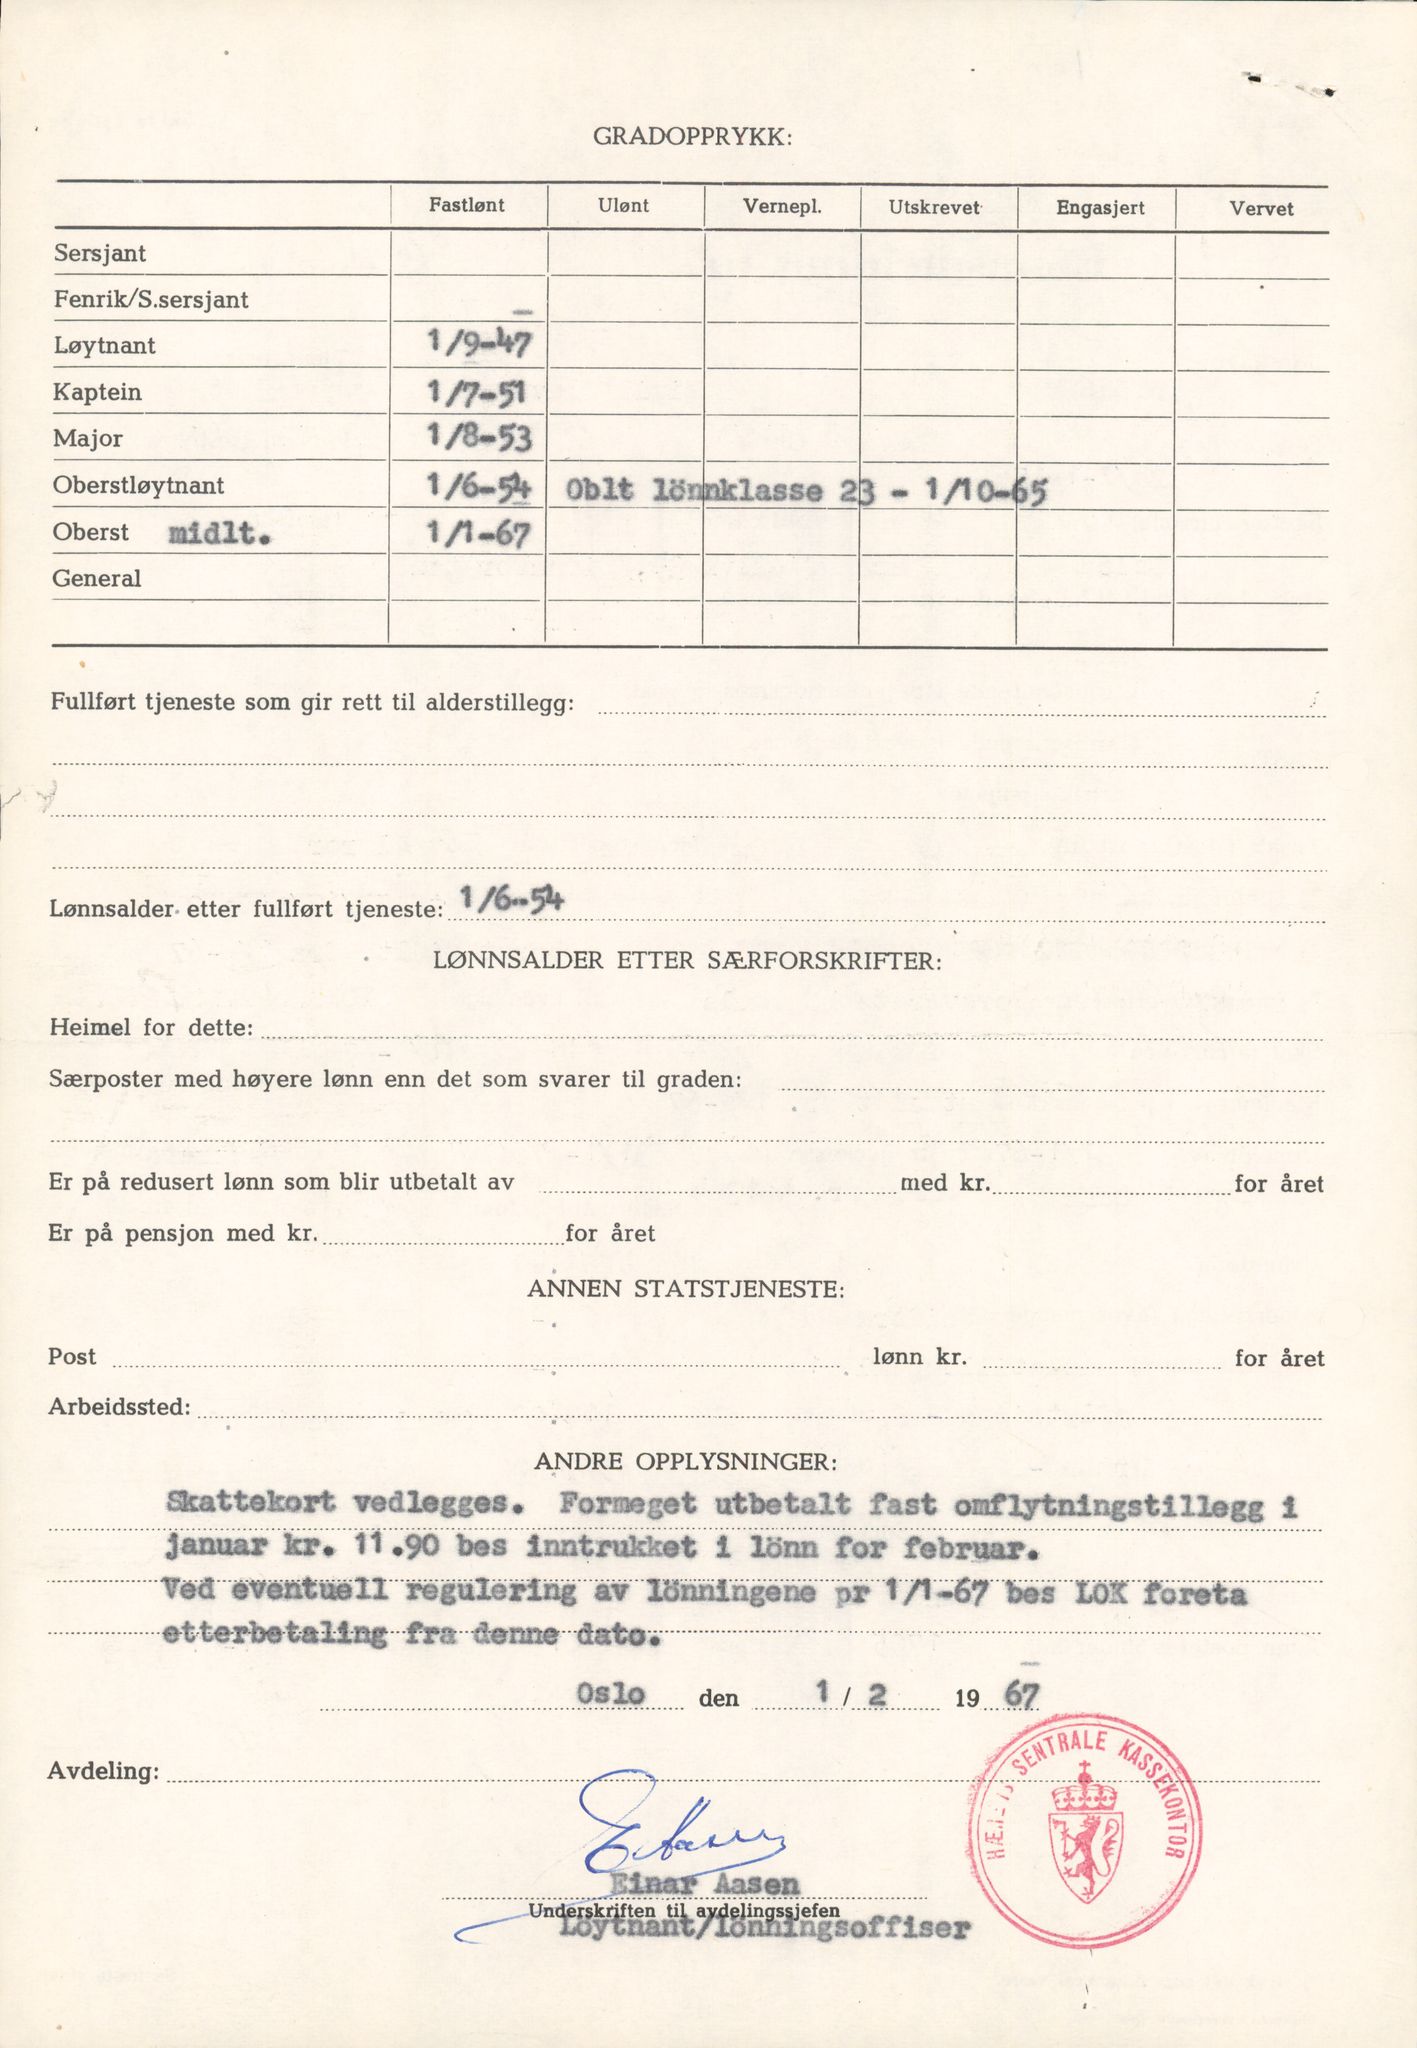 GRADOPPRYKK:
Fastlønt Ulønt Vernepl. Utskrevet Engasjert Vervet
Sersjant
Fenrik/S.sersjant
Løytnant 1/9-47
Kaptein 1/7-51
Major 1/8-53
Oberstløytnant 1/6-54 Oblt lönnklasse 23 - 1/10-65
Oberst midlt. 1/1-67
General
Fullført tjeneste som gir rett til alderstillegg:
Lønnsalder etter fullført tjeneste: 1/6-54
LØNNSALDER ETTER SÆRFORSKRIFTER:
Heimel for dette:
Særposter med høyere lønn enn det som svarer til graden:
Er på redusert lønn som blir utbetalt av med kr. for året
Er på pensjon med kr. for året
ANNEN STATSTJENESTE:
Post lønn kr. for året
Arbeidssted:
ANDRE OPPLYSNINGER:
Skattekort vedlegges. Formeget utbetalt fast omflytningstillegg i
januar kr. 11.90 bes inntrukket i lönn for februar.
Ved eventuell regulering av lönningene pr 1/1-67 bes LOK foreta
etterbetaling fra denne dato.
Oslo den 1 / 2 19 67
Avdeling:
HÆRENS SENTRALE KASSEKONTOR
E Aasen
Einar Aasen
Underskriften til avdelingssjefen
Löytnant/lönningsoffiser